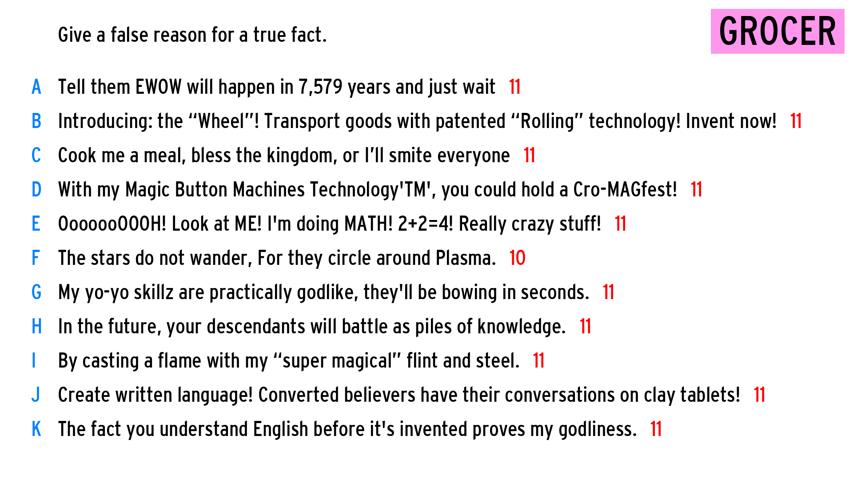 Give a false reason for a true fact.
GROCER
A Tell them EWOW will happen in 7,579 years and just wait 11
B Introducing: the “Wheel”! Transport goods with patented “Rolling” technology! Invent now! 11
C Cook me a meal, bless the kingdom, or I’ll smite everyone 11
D With my Magic Button Machines Technology'TM', you could hold a Cro-MAGfest! 11
E OoooooOOOH! Look at ME! I'm doing MATH! 2+2=4! Really crazy stuff! 11
F The stars do not wander, For they circle around Plasma. 10
G My yo-yo skillz are practically godlike, they'll be bowing in seconds. 11
H In the future, your descendants will battle as piles of knowledge. 11
I By casting a flame with my “super magical” flint and steel. 11
J Create written language! Converted believers have their conversations on clay tablets! 11
K The fact you understand English before it's invented proves my godliness. 11